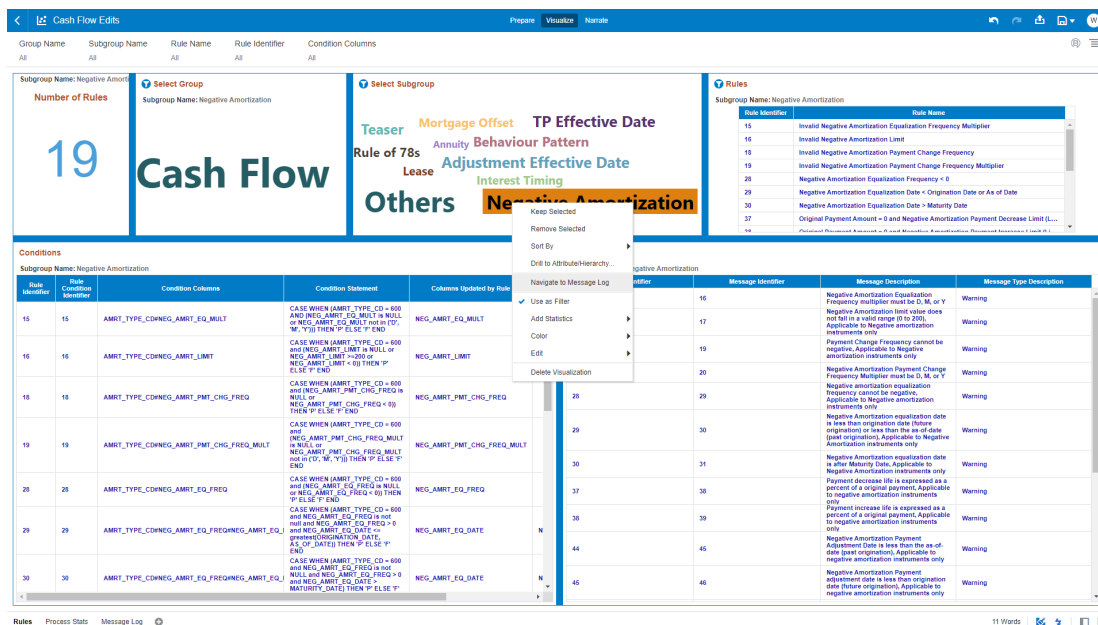 Cash Flow Edits
Prepare Visualize Narrate
W
Group Name Subgroup Name Rule Name Rule Identifier Condition Columns
All All All All All
Subgroup Name: Negative Amorti
Number of Rules
19
Select Group
Subgroup Name: Negative Amortization
Cash Flow
Select Subgroup
Teaser Mortgage Offset TP Effective Date
Annuity Behaviour Pattern
Rule of 78s
Lease Adjustment Effective Date
Interest Timing
Others Negative Amortization
Rules
Subgroup Name: Negative Amortization
Rule Identifier Rule Name
15 Invalid Negative Amortization Equalization Frequency Multiplier
16 Invalid Negative Amortization Limit
18 Invalid Negative Amortization Payment Change Frequency
19 Invalid Negative Amortization Payment Change Frequency Multiplier
28 Negative Amortization Equalization Frequency < 0
29 Negative Amortization Equalization Date < Origination Date or As of Date
30 Negative Amortization Equalization Date > Maturity Date
37 Original Payment Amount = 0 and Negative Amortization Payment Decrease Limit (L...
Keep Selected
Remove Selected
Sort By
Drill to Attribute/Hierarchy...
Navigate to Message Log
Use as Filter
Add Statistics
Color
Edit
Delete Visualization
Conditions
Subgroup Name: Negative Amortization
Rule Identifier Rule Condition Identifier Condition Columns Condition Statement Columns Updated by Rule
15 15 AMRT_TYPE_CD#NEG_AMRT_EQ_MULT
CASE WHEN (AMRT_TYPE_CD = 600
AND (NEG_AMRT_EQ_MULT is NULL
or NEG_AMRT_EQ_MULT not in ('D',
'M', 'Y'))) THEN 'P' ELSE 'F' END
NEG_AMRT_EQ_MULT
16 16 AMRT_TYPE_CD#NEG_AMRT_LIMIT
CASE WHEN (AMRT_TYPE_CD = 600
and (NEG_AMRT_LIMIT is NULL or
NEG_AMRT_LIMIT >=200 or
NEG_AMRT_LIMIT < 0)) THEN 'P'
ELSE 'F' END
NEG_AMRT_LIMIT
18 18 AMRT_TYPE_CD#NEG_AMRT_PMT_CHG_FREQ
CASE WHEN (AMRT_TYPE_CD = 600
and (NEG_AMRT_PMT_CHG_FREQ is
NULL or
NEG_AMRT_PMT_CHG_FREQ < 0))
THEN 'P' ELSE 'F' END
NEG_AMRT_PMT_CHG_FREQ
19 19 AMRT_TYPE_CD#NEG_AMRT_PMT_CHG_FREQ_MULT
CASE WHEN (AMRT_TYPE_CD = 600
and
(NEG_AMRT_PMT_CHG_FREQ_MULT
is NULL or
NEG_AMRT_PMT_CHG_FREQ_MULT
not in ('D', 'M', 'Y'))) THEN 'P' ELSE 'F'
END
NEG_AMRT_PMT_CHG_FREQ_MULT
28 28 AMRT_TYPE_CD#NEG_AMRT_EQ_FREQ
CASE WHEN (AMRT_TYPE_CD = 600
and (NEG_AMRT_EQ_FREQ is NULL
or NEG_AMRT_EQ_FREQ < 0)) THEN
'P' ELSE 'F' END
NEG_AMRT_EQ_FREQ
29 29 AMRT_TYPE_CD#NEG_AMRT_EQ_FREQ#NEG_AMRT_EQ_
CASE WHEN (AMRT_TYPE_CD = 600
and NEG_AMRT_EQ_FREQ is not
null and NEG_AMRT_EQ_FREQ > 0
and NEG_AMRT_EQ_DATE <=
greatest(ORIGINATION_DATE,
AS_OF_DATE)) THEN 'P' ELSE 'F'
END
NEG_AMRT_EQ_DATE N
30 30 AMRT_TYPE_CD#NEG_AMRT_EQ_FREQ#NEG_AMRT_EQ_
CASE WHEN (AMRT_TYPE_CD = 600
and NEG_AMRT_EQ_FREQ is not
NULL and NEG_AMRT_EQ_FREQ > 0
and NEG_AMRT_EQ_DATE >
MATURITY_DATE) THEN 'P' ELSE 'F'
NEG_AMRT_EQ_DATE N
egative Amortization
ntifier Message Identifier Message Description Message Type Description
16 Negative Amortization Equalization
Frequency multiplier must be D, M, or Y
Warning
17 Negative Amortization limit value does
not fall in a valid range (0 to 200),
Applicable to Negative amortization
instruments only
Warning
19 Payment Change Frequency cannot be
negative, Applicable to Negative
amortization instruments only
Warning
20 Negative Amortization Payment Change
Frequency Multiplier must be D, M, or Y
Warning
28 29 Negative amortization equalization
frequency cannot be negative,
Applicable to Negative Amortization
instruments only
Warning
29 30 Negative Amortization equalization date
is less than origination date (future
origination) or less than the as-of-date
(past origination), Applicable to Negative
Amortization instruments only
Warning
30 31 Negative Amortization equalization date
is after Maturity Date, Applicable to
Negative Amortization instruments only
Warning
37 38 Payment decrease life is expressed as a
percent of a original payment, Applicable
to negative amortization instruments
only
Warning
38 39 Payment increase life is expressed as a
percent of a original payment, Applicable
to negative amortization instruments
only
Warning
44 45 Negative Amortization Payment
Adjustment Date is less than the as-of-
date (past origination), Applicable to
negative amortization instruments only
Warning
45 46 Negative Amortization Payment
adjustment date is less than origination
date (future origination), Applicable to
negative amortization instruments only
Warning
Rules Process Stats Message Log
11 Words